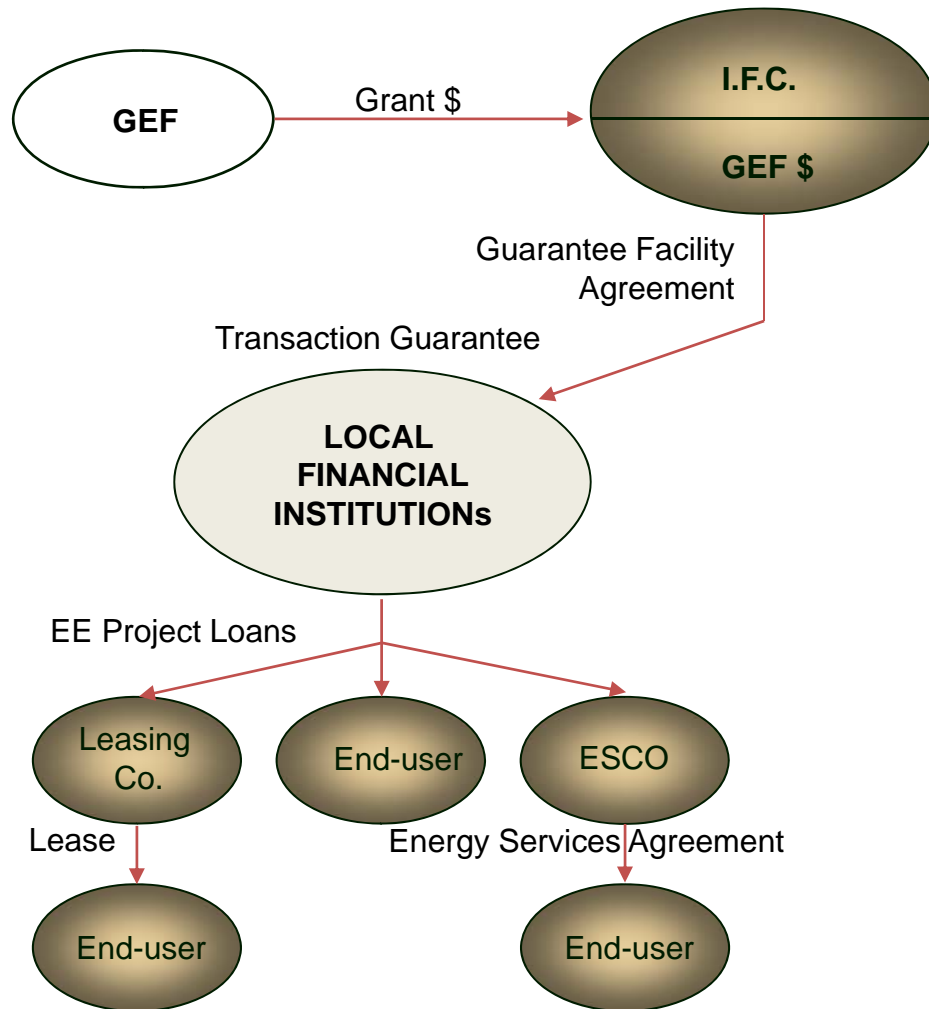 GEF
Grant $
I.F.C.
GEF $
Guarantee Facility
Agreement
Transaction Guarantee
LOCAL
FINANCIAL
INSTITUTIONs
EE Project Loans
Leasing
Co.
End-user
ESCO
Lease
Energy Services Agreement
End-user
End-user